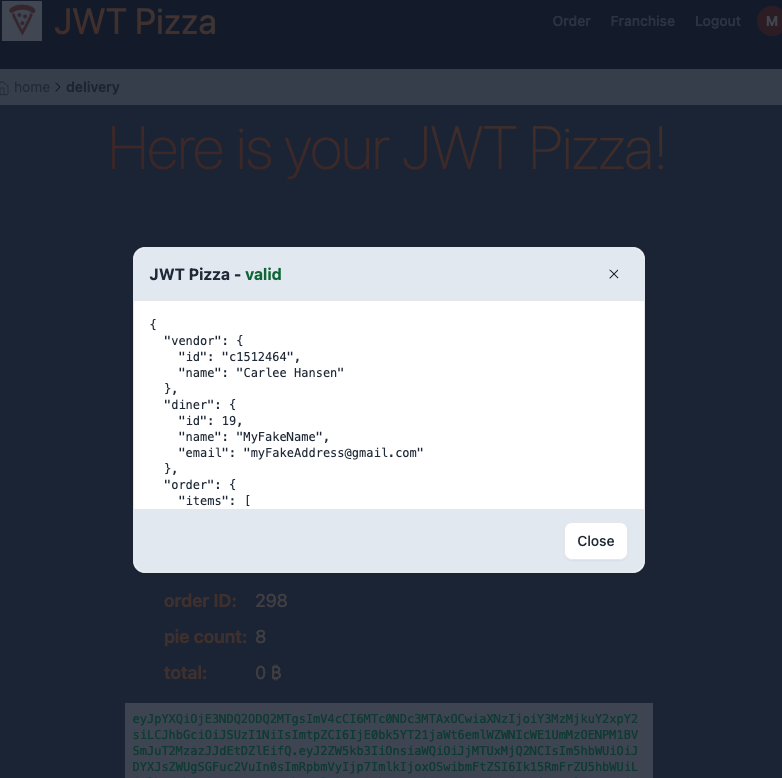 JWT Pizza
Order Franchise Logout M
home > delivery
Here is your JWT Pizza!
JWT Pizza - valid
{
"vendor": {
"id": "c1512464",
"name": "Carlee Hansen"
},
"diner": {
"id": 19,
"name": "MyFakeName",
"email": "myFakeAddress@gmail.com"
},
"order": {
"items": [
Close
order ID: 298
pie count: 8
total: 0 ฿
eyJpYXQiOjE3NDQ2ODQ2MTgsImV4cCI6MTc0NDc3MTAxOCwiaXNzIjoiY3MzMjkuY2xpY2
siLCJhbGciOiJSUzI1NiIsImtpZCI6IjE0bk5YT21jaWt6emlWZWNIcWE1UmMzOENPM1BV
SmJuT2MzazJJdEtDZlEifQ.eyJ2ZW5kb3IiOnsiaWQiOiJjMTUxMjQ2NCIsIm5hbWUiOiJ
DYXJsZWUgSGFuc2VuIn0sImRpbmVyIjp7ImlkIjoxOSwibmFtZSI6Ik15RmFrZU5hbWUiL